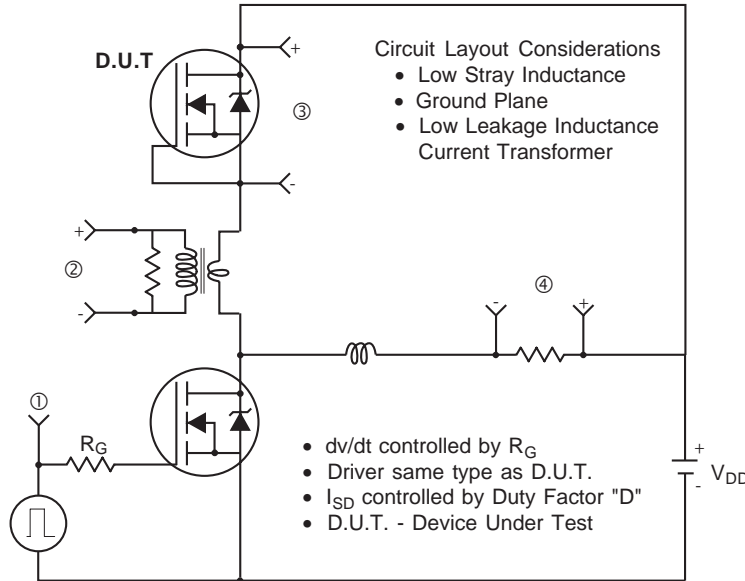 D.U.T
+
Circuit Layout Considerations
• Low Stray Inductance
• Ground Plane
• Low Leakage Inductance
Current Transformer
③
-
+
②
-
④
-
+
①
R_G
• dv/dt controlled by R_G
• Driver same type as D.U.T.
• I_SD controlled by Duty Factor "D"
• D.U.T. - Device Under Test
+
V_DD
-